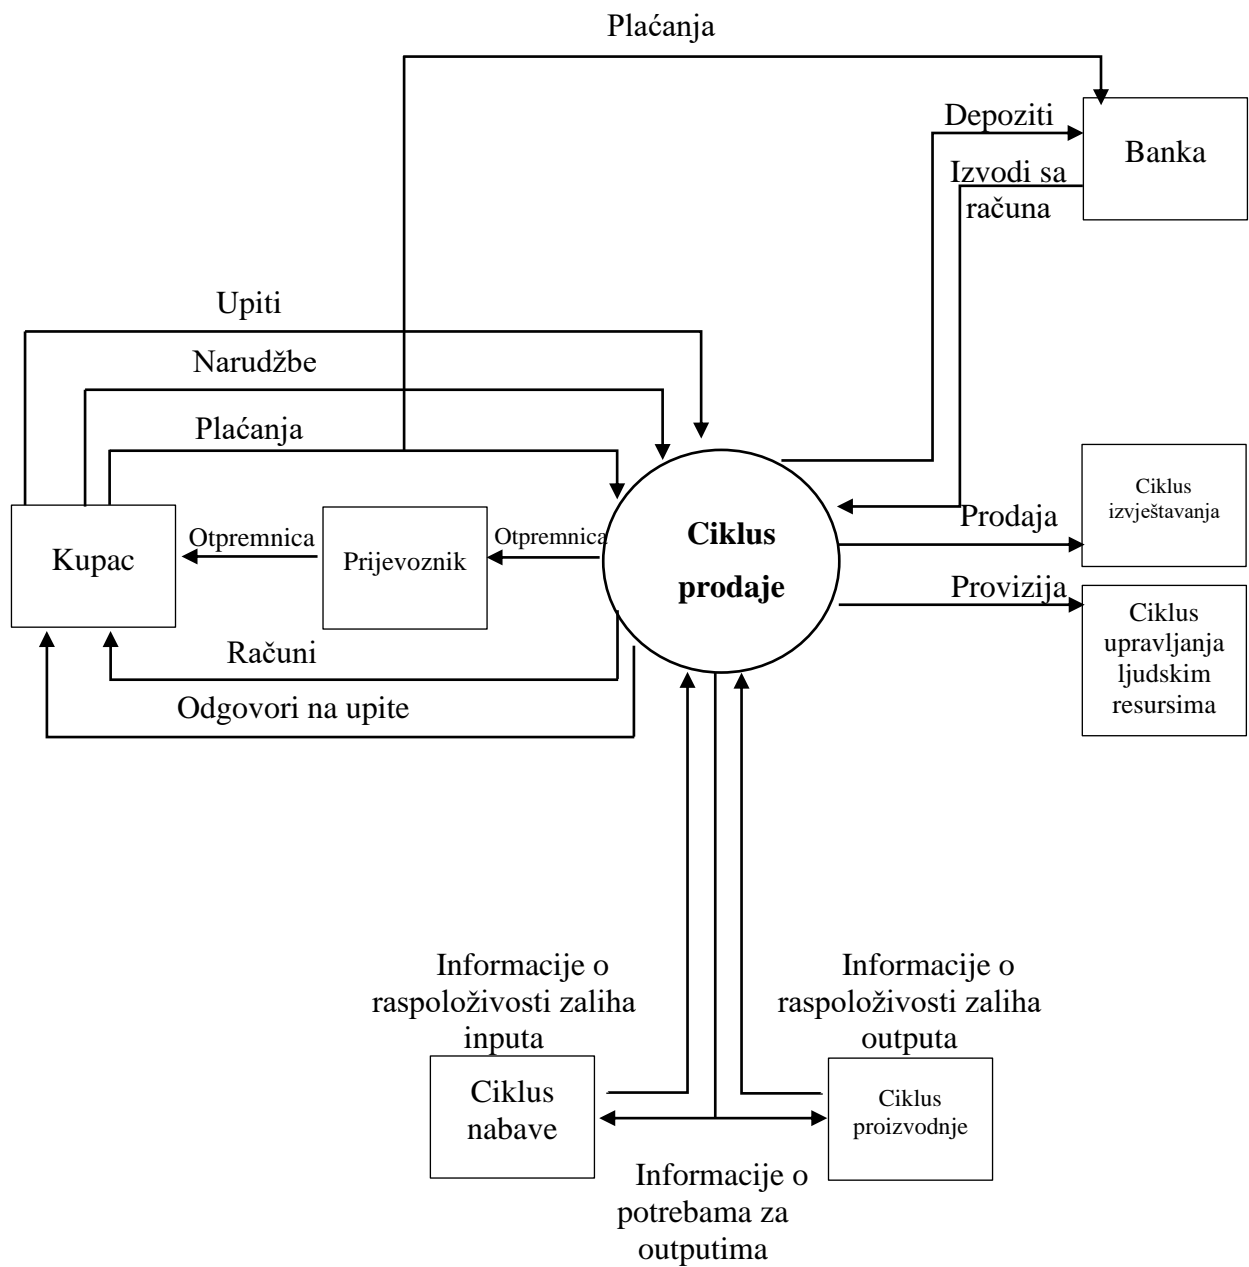 Plaćanja
Depoziti
Banka
Izvodi sa
računa
Upiti
Narudžbe
Plaćanja
Ciklus
izvještavanja
Prodaja
Otpremnica
Otpremnica
Ciklus
prodaje
Kupac
Prijevoznik
Provizija
Ciklus
upravljanja
ljudskim
resursima
Računi
Odgovori na upite
Informacije o
raspoloživosti zaliha
inputa
Informacije o
raspoloživosti zaliha
outputa
Ciklus
nabave
Ciklus
proizvodnje
Informacije o
potrebama za
outputima